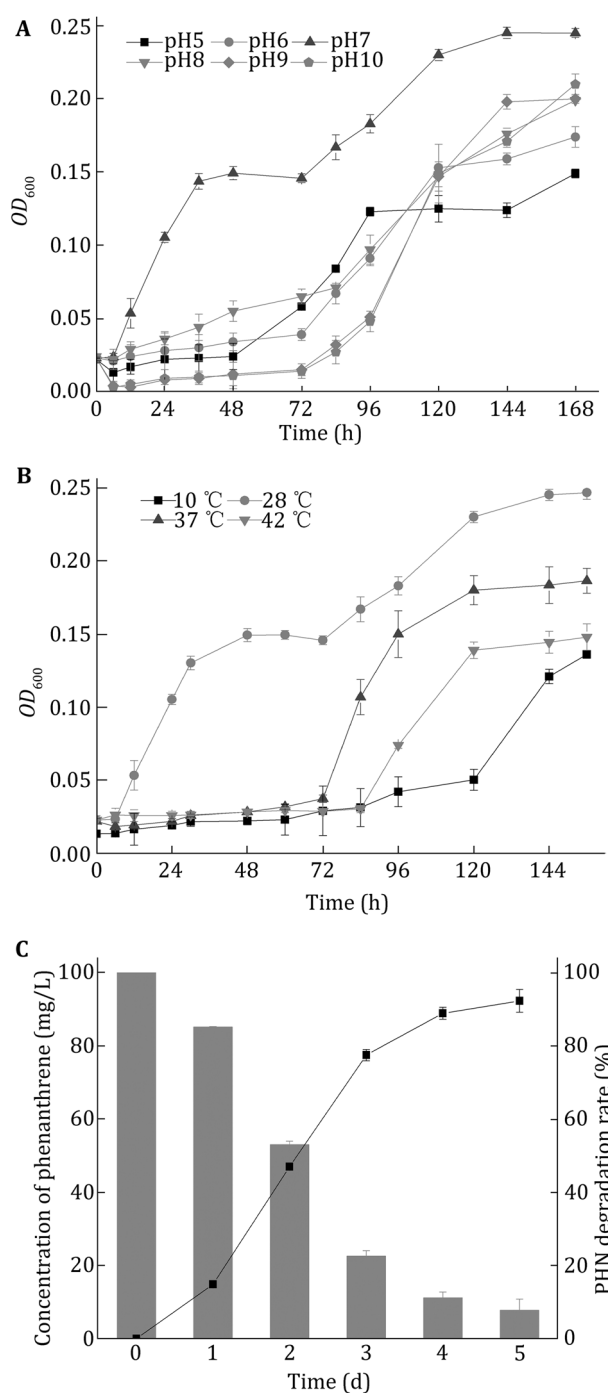 A
pH5 pH6 pH7
pH8 pH9 pH10
0.25
0.20
0.15
0.10
0.05
0.00
OD600
0 24 48 72 96 120 144 168
Time (h)
B
10 ℃ 28 ℃
37 ℃ 42 ℃
0.25
0.20
0.15
0.10
0.05
0.00
OD600
0 24 48 72 96 120 144
Time (h)
C
100 100
80 80
60 60
40 40
20 20
0 0
Concentration of phenanthrene (mg/L)
PHN degradation rate (%)
0 1 2 3 4 5
Time (d)